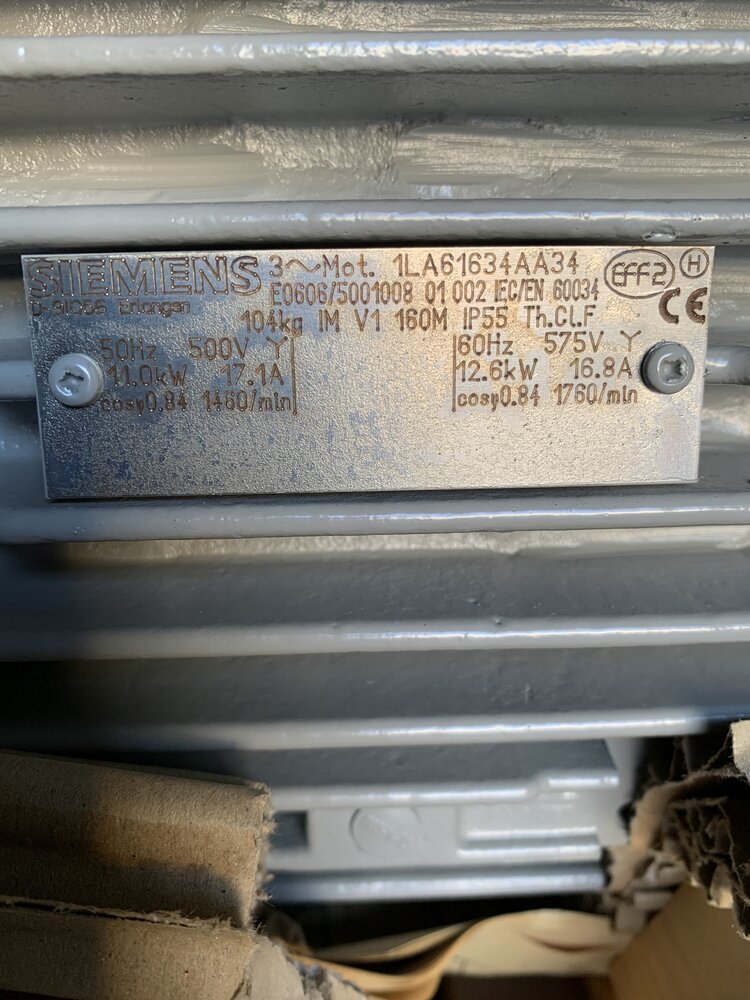 SIEMENS 3~Mot. 1LA61634AA34 EFF2 H
D-91056 Erlangen E0606/5001008 01 002 IEC/EN 60034 CE
104kg IM V1 160M IP55 Th.Cl.F
50Hz 500V Y 60Hz 575V Y
11.0kW 17.1A 12.6kW 16.8A
cosφ0.84 1460/min cosφ0.84 1760/min